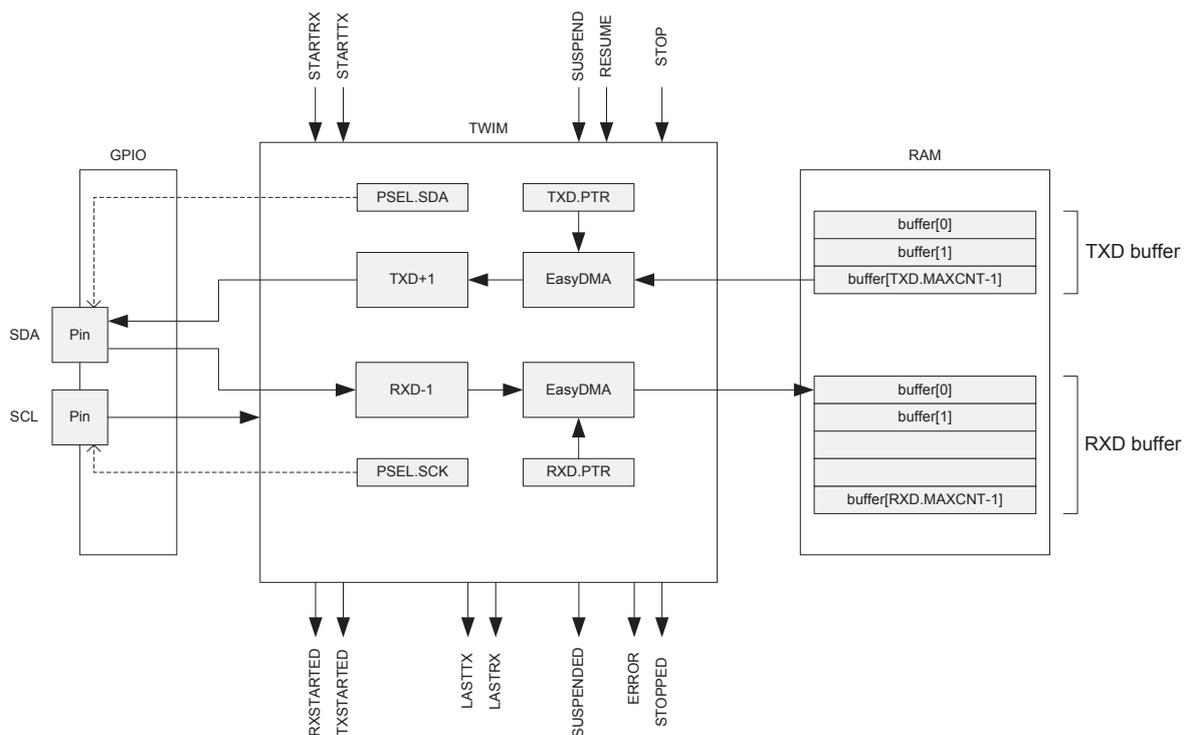 STARTRX
STARTTX
SUSPEND
RESUME
STOP
TWIM
GPIO
RAM
PSEL.SDA
TXD.PTR
buffer[0]
buffer[1]
TXD buffer
TXD+1
EasyDMA
buffer[TXD.MAXCNT-1]
SDA
Pin
RXD-1
EasyDMA
buffer[0]
SCL
Pin
buffer[1]
RXD buffer
PSEL.SCK
RXD.PTR
buffer[RXD.MAXCNT-1]
RXSTARTED
TXSTARTED
LASTTX
LASTRX
SUSPENDED
ERROR
STOPPED